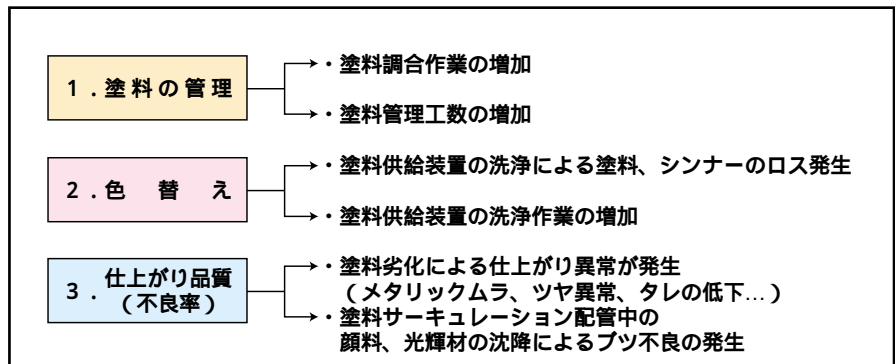 1．塗料の管理
・塗料調合作業の増加
・塗料管理工数の増加
2．色 替 え
・塗料供給装置の洗浄による塗料、シンナーのロス発生
・塗料供給装置の洗浄作業の増加
3．仕上がり品質
（不良率）
・塗料劣化による仕上がり異常が発生
（メタリックムラ、ツヤ異常、タレの低下…）
・塗料サーキュレーション配管中の
顔料、光輝材の沈降によるブツ不良の発生